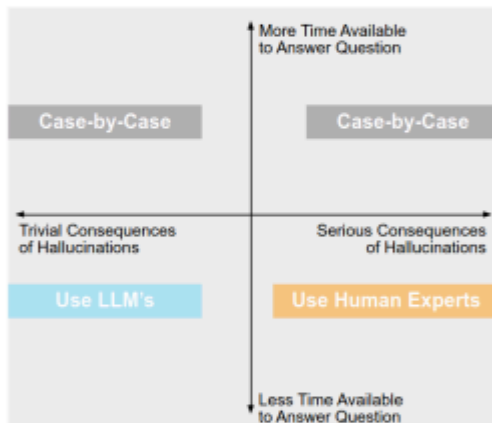 More Time Available
to Answer Question
Case-by-Case
Case-by-Case
Trivial Consequences
of Hallucinations
Serious Consequences
of Hallucinations
Use LLM's
Use Human Experts
Less Time Available
to Answer Question